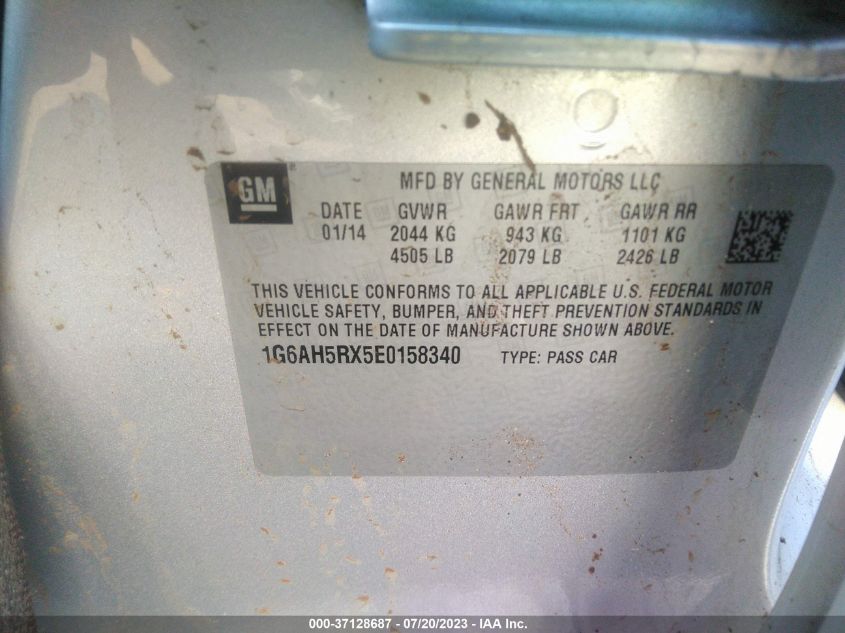 GM
MFD BY GENERAL MOTORS LLC
DATE GVWR GAWR FRT GAWR RR
01/14 2044 KG 943 KG 1101 KG
4505 LB 2079 LB 2426 LB
THIS VEHICLE CONFORMS TO ALL APPLICABLE U.S. FEDERAL MOTOR
VEHICLE SAFETY, BUMPER, AND THEFT PREVENTION STANDARDS IN
EFFECT ON THE DATE OF MANUFACTURE SHOWN ABOVE.
1G6AH5RX5E0158340 TYPE: PASS CAR
000-37128687 - 07/20/2023 - IAA Inc.